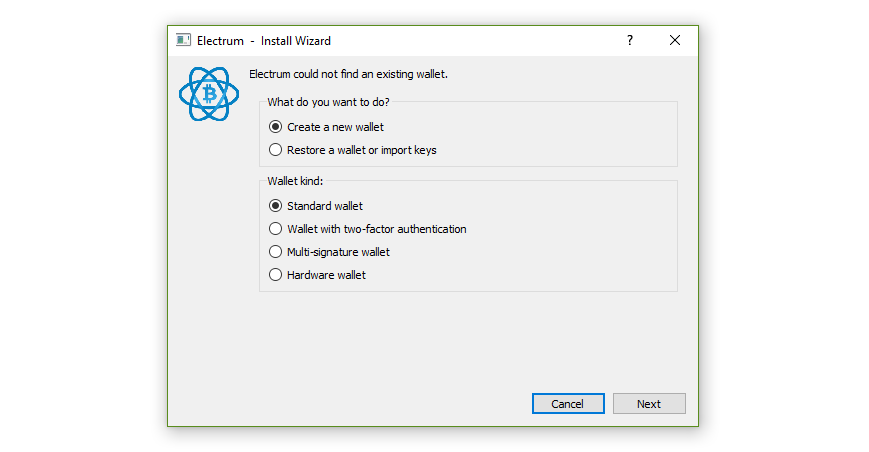 Electrum - Install Wizard
?
Electrum could not find an existing wallet.
What do you want to do?
Create a new wallet
Restore a wallet or import keys
Wallet kind:
Standard wallet
Wallet with two-factor authentication
Multi-signature wallet
Hardware wallet
Cancel Next